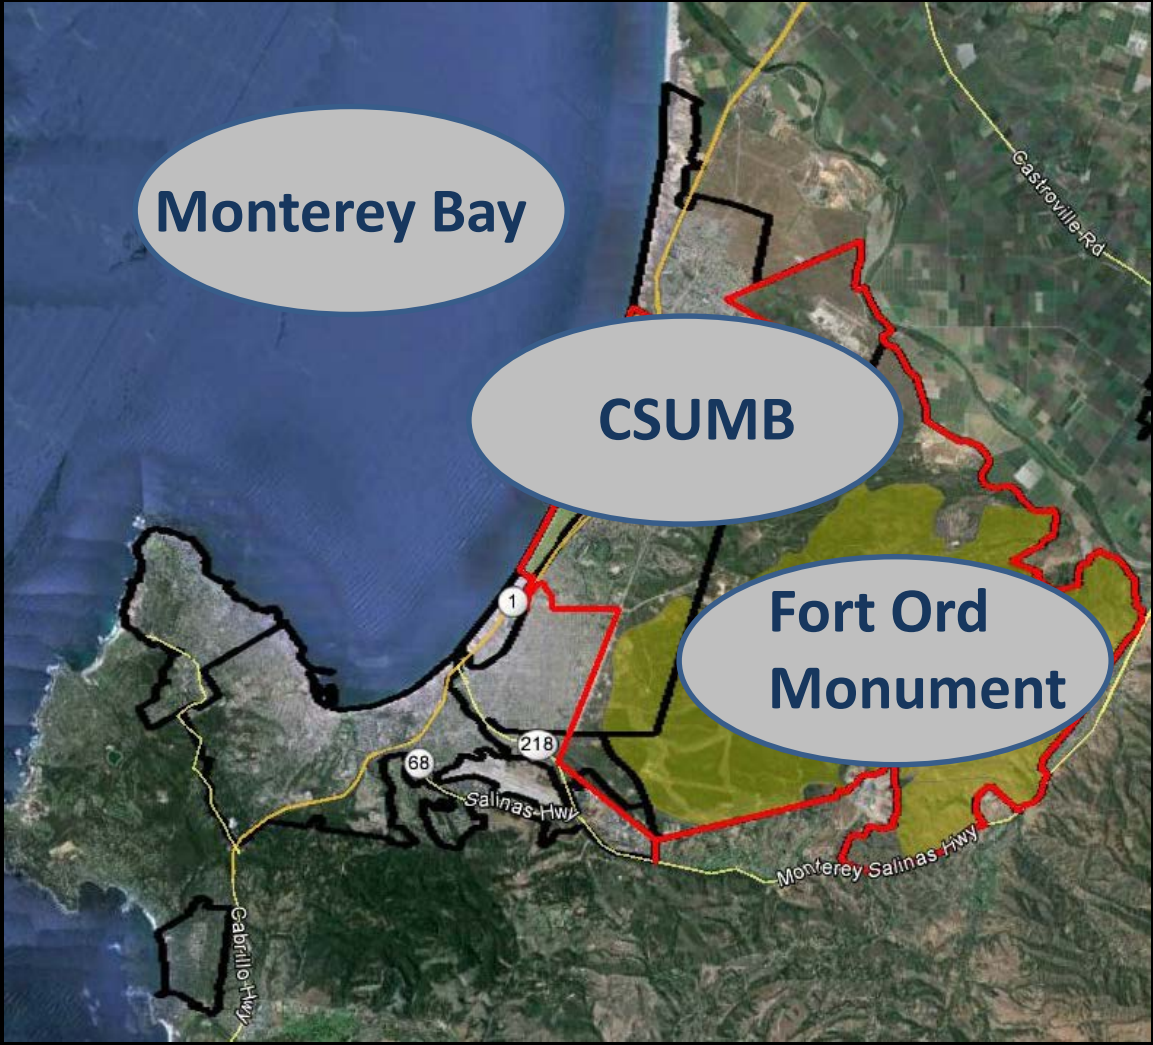 Monterey Bay
Castroville Rd
CSUMB
Fort Ord
Monument
1
218
68
Salinas Hwy
Monterey Salinas Hwy
Cabrillo Hwy